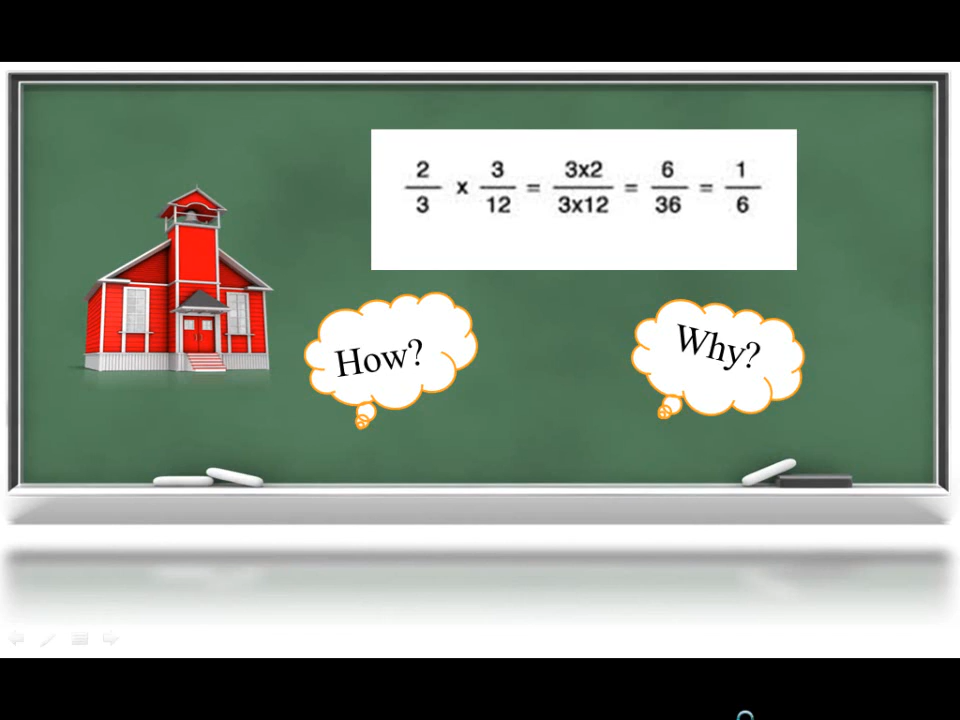 2/3 x 3/12 = 3x2/3x12 = 6/36 = 1/6
How?
Why?